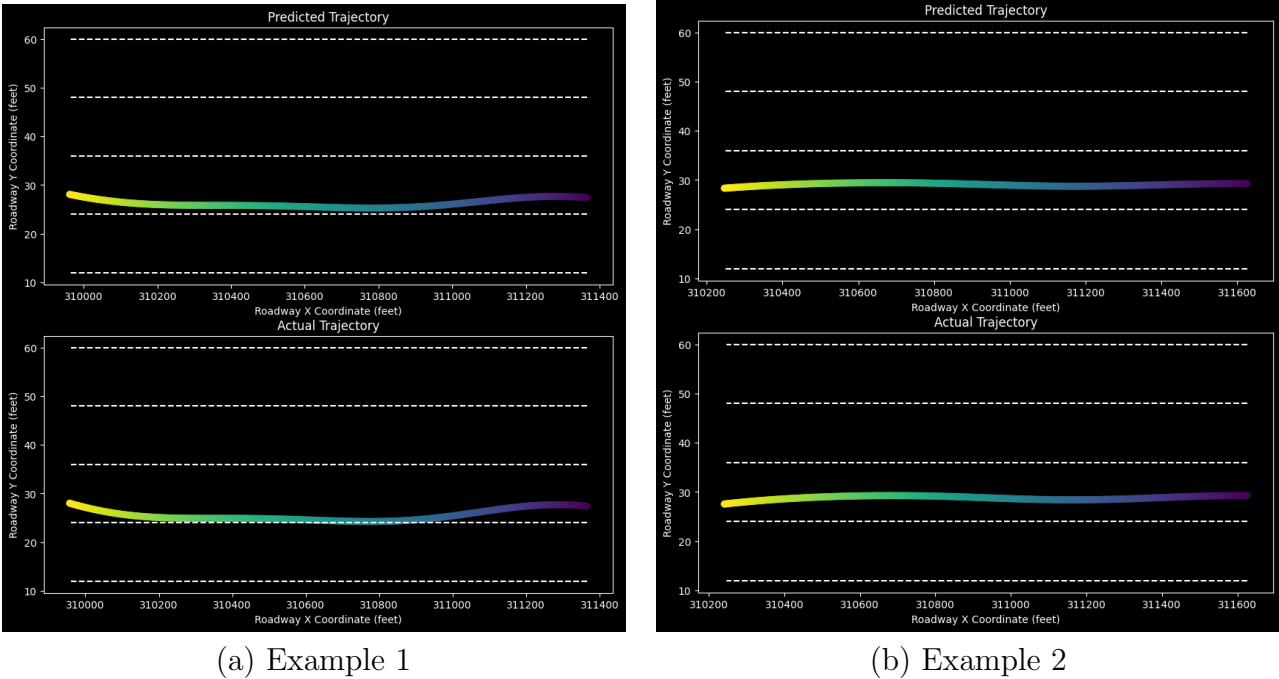 Predicted Trajectory
Roadway Y Coordinate (feet)
60
50
40
30
20
10
310000 310200 310400 310600 310800 311000 311200 311400
Roadway X Coordinate (feet)
Actual Trajectory
Roadway Y Coordinate (feet)
60
50
40
30
20
10
310000 310200 310400 310600 310800 311000 311200 311400
Roadway X Coordinate (feet)
(a) Example 1
Predicted Trajectory
Roadway Y Coordinate (feet)
60
50
40
30
20
10
310200 310400 310600 310800 311000 311200 311400 311600
Roadway X Coordinate (feet)
Actual Trajectory
Roadway Y Coordinate (feet)
60
50
40
30
20
10
310200 310400 310600 310800 311000 311200 311400 311600
Roadway X Coordinate (feet)
(b) Example 2